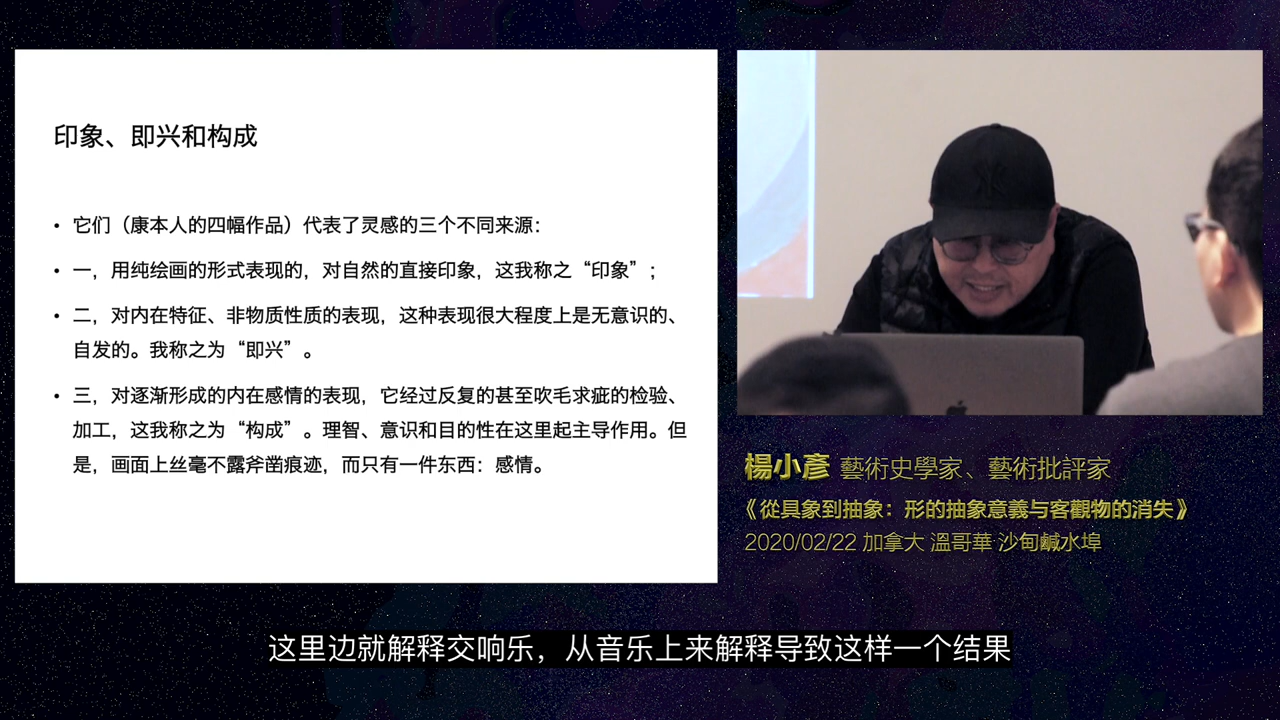 印象、即兴和构成
• 它们（康本人的四幅作品）代表了灵感的三个不同来源：
• 一，用纯绘画的形式表现的，对自然的直接印象，这我称之“印象”；
• 二，对内在特征、非物质性质的表现，这种表现很大程度上是无意识的、
自发的。我称之为“即兴”。
• 三，对逐渐形成的内在感情的表现，它经过反复的甚至吹毛求疵的检验、
加工，这我称之为“构成”。理智、意识和目的性在这里起主导作用。但
是，画面上丝毫不露斧凿痕迹，而只有一件东西：感情。
楊小彥 藝術史學家、藝術批評家
《從具象到抽象：形的抽象意義与客觀物的消失》
2020/02/22 加拿大 溫哥華 沙甸鹹水埠
这里边就解释交响乐，从音乐上来解释导致这样一个结果